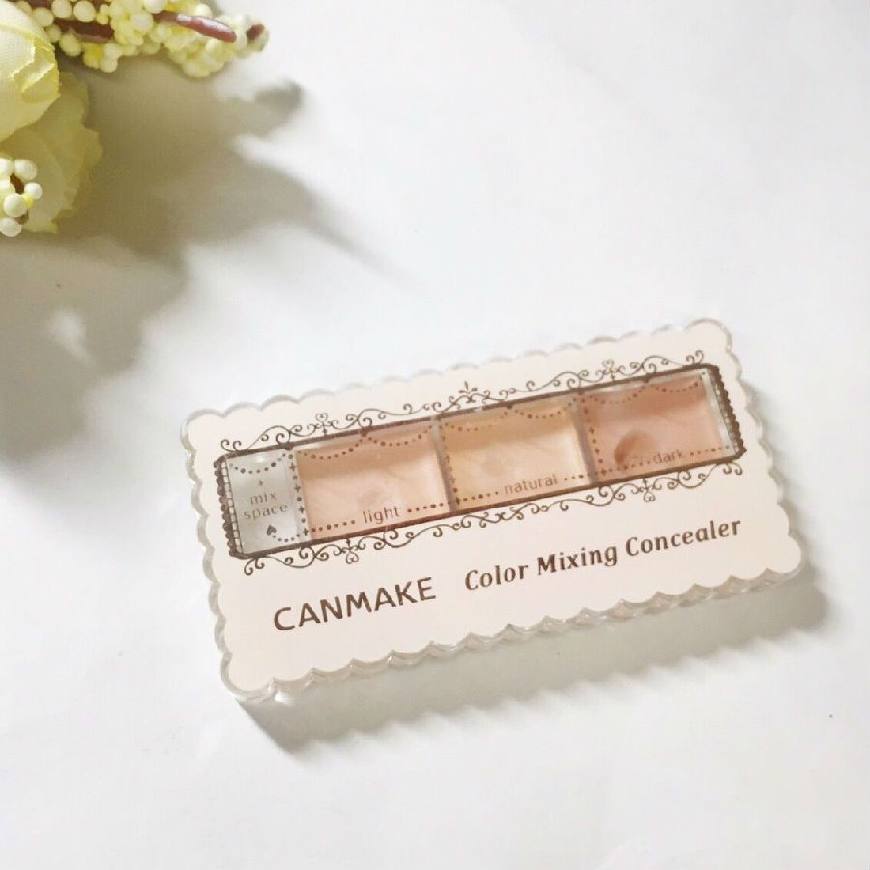 mix
space
light
natural
dark
CANMAKE Color Mixing Concealer